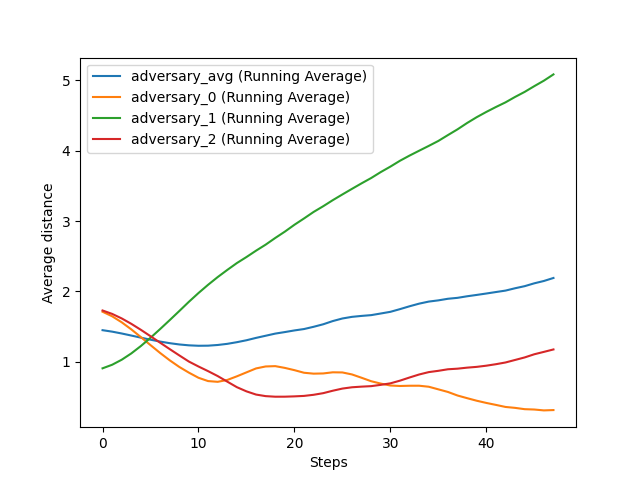 adversary_avg (Running Average)
adversary_0 (Running Average)
adversary_1 (Running Average)
adversary_2 (Running Average)
Average distance
5
4
3
2
1
0
10
20
30
40
Steps